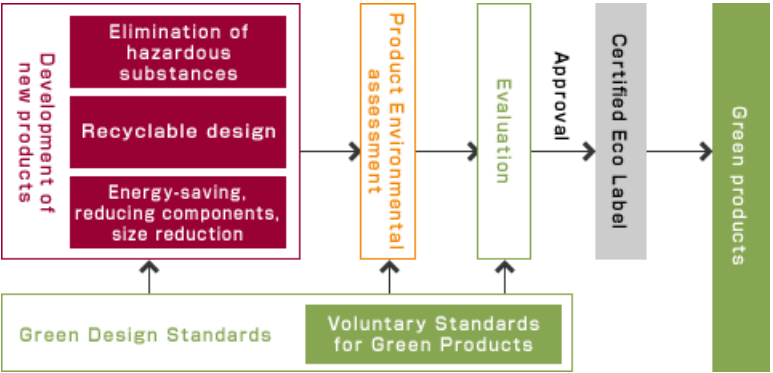 Development of
new products
Elimination of
hazardous
substances
Recyclable design
Energy-saving,
reducing components,
size reduction
Product Environmental
assessment
Evaluation
Approval
Certified Eco Label
Green products
Green Design Standards
Voluntary Standards
for Green Products